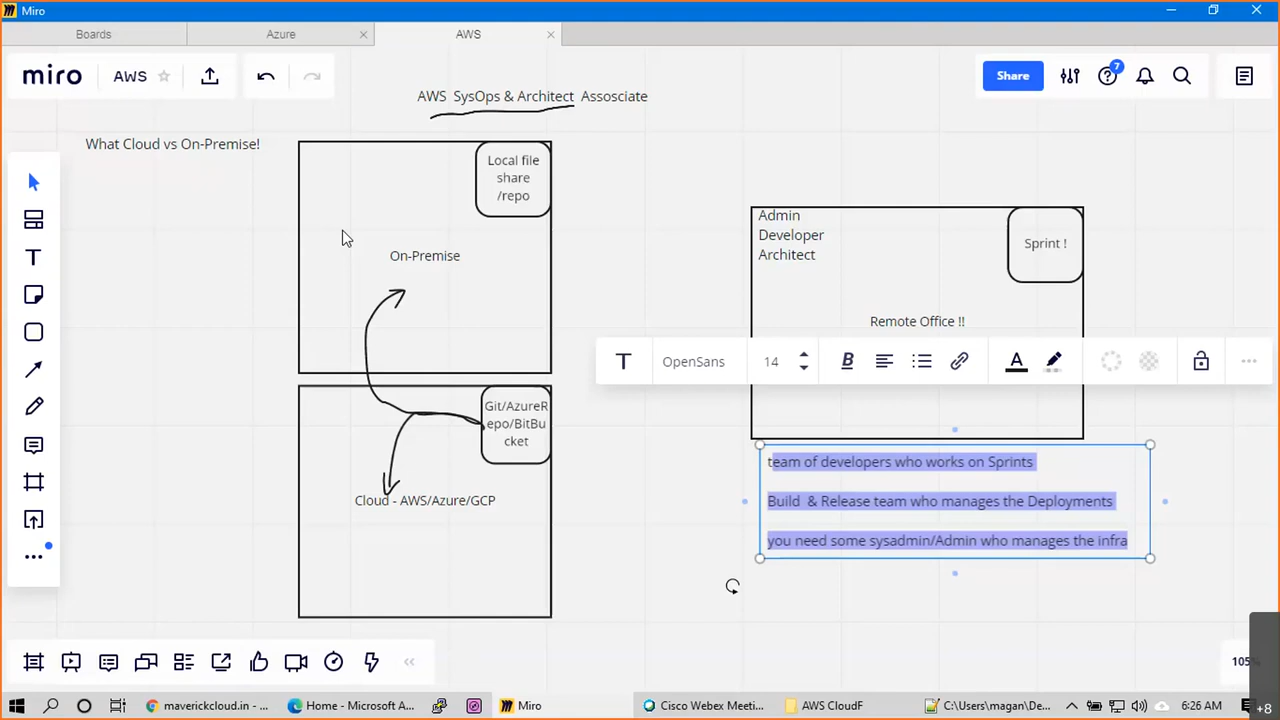 Miro
Boards
Azure
AWS
miro
AWS
Share
7
AWS  SysOps & Architect  Assosciate
What Cloud vs On-Premise!
Local file
share
/repo
On-Premise
Git/AzureR
epo/BitBu
cket
Cloud - AWS/Azure/GCP
Admin
Developer
Architect
Sprint !
Remote Office !!
T
OpenSans
14
B
A
team of developers who works on Sprints
Build  & Release team who manages the Deployments
you need some sysadmin/Admin who manages the infra
105
maverickcloud.in - ...
Home - Microsoft A...
Miro
Cisco Webex Meeti...
AWS CloudF
C:\Users\magan\De...
6:26 AM
+8